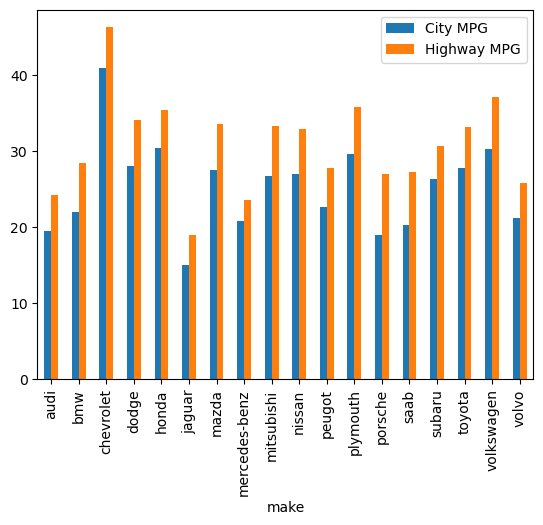 City MPG
Highway MPG
40
30
20
10
0
audi
bmw
chevrolet
dodge
honda
jaguar
mazda
mercedes-benz
mitsubishi
nissan
peugot
plymouth
porsche
saab
subaru
toyota
volkswagen
volvo
make